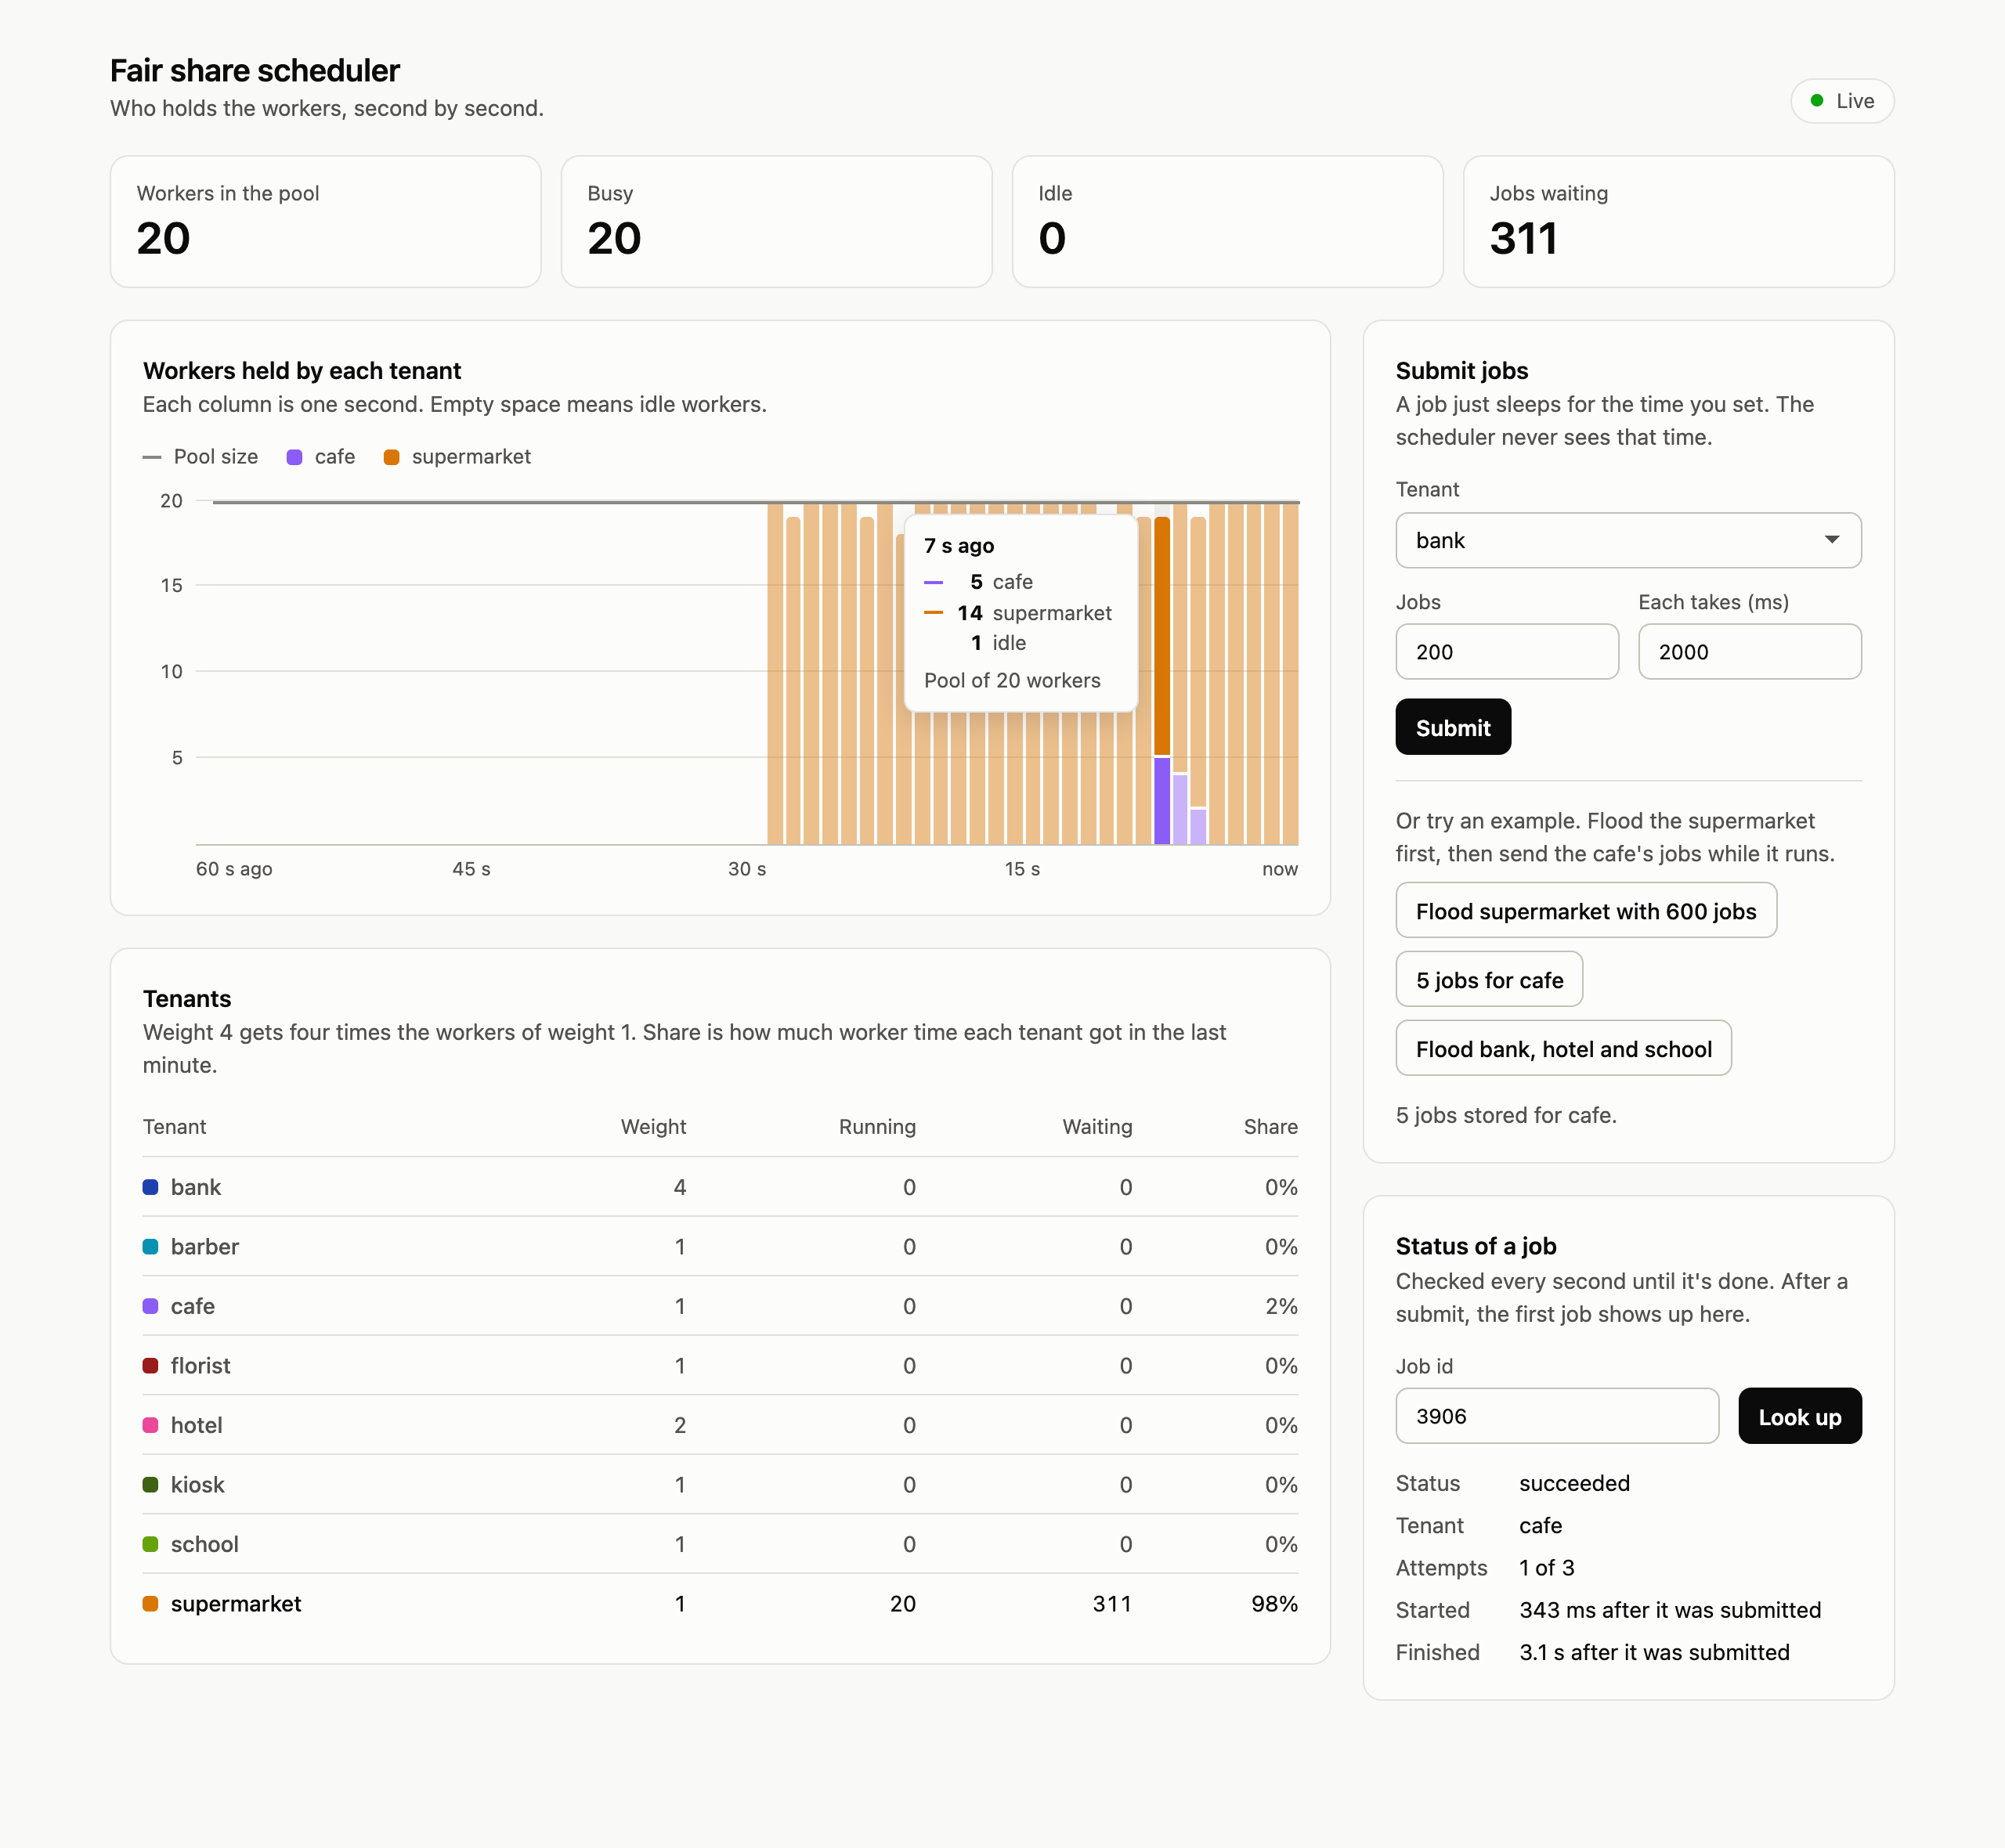 Fair share scheduler
Who holds the workers, second by second.
Live
Workers in the pool
20
Busy
20
Idle
0
Jobs waiting
311
Workers held by each tenant
Each column is one second. Empty space means idle workers.
Pool size cafe supermarket
20
15
10
5
60 s ago 45 s 30 s 15 s now
7 s ago
5 cafe
14 supermarket
1 idle
Pool of 20 workers
Tenants
Weight 4 gets four times the workers of weight 1. Share is how much worker time each tenant got in the last
minute.
Tenant Weight Running Waiting Share
bank 4 0 0 0%
barber 1 0 0 0%
cafe 1 0 0 2%
florist 1 0 0 0%
hotel 2 0 0 0%
kiosk 1 0 0 0%
school 1 0 0 0%
supermarket 1 20 311 98%
Submit jobs
A job just sleeps for the time you set. The
scheduler never sees that time.
Tenant
bank
Jobs Each takes (ms)
200 2000
Submit
Or try an example. Flood the supermarket
first, then send the cafe's jobs while it runs.
Flood supermarket with 600 jobs
5 jobs for cafe
Flood bank, hotel and school
5 jobs stored for cafe.
Status of a job
Checked every second until it's done. After a
submit, the first job shows up here.
Job id
3906 Look up
Status succeeded
Tenant cafe
Attempts 1 of 3
Started 343 ms after it was submitted
Finished 3.1 s after it was submitted